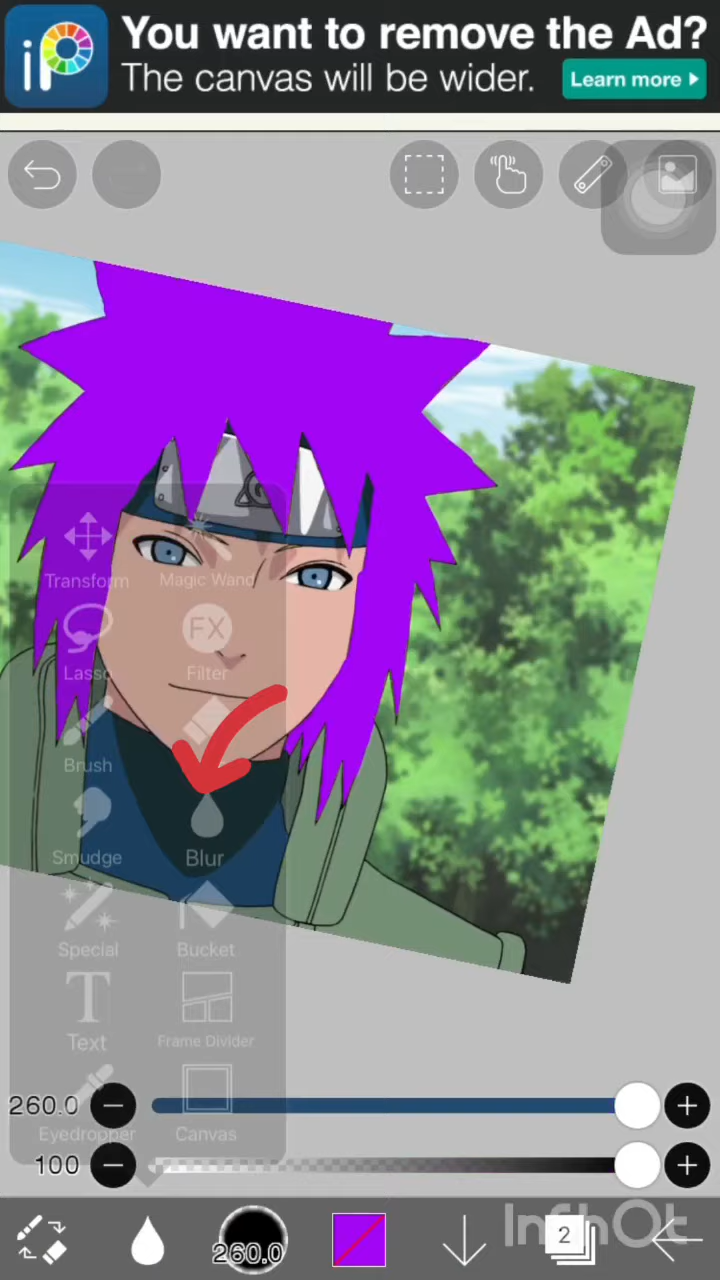 iP
You want to remove the Ad?
The canvas will be wider.
Learn more
Transform
Magic Wand
Lasso
FX
Filter
Brush
Smudge
Blur
Special
Bucket
T
Text
Frame Divider
260.0
Eyedropper
Canvas
100
260.0
2
InShOt